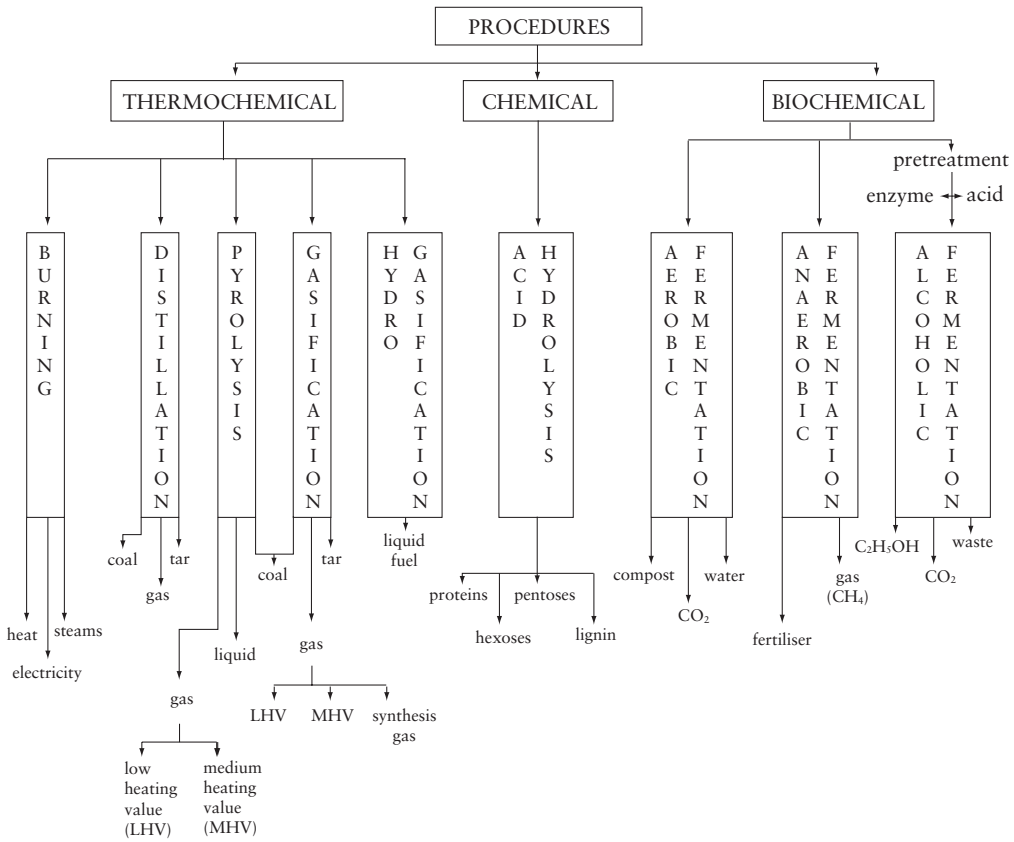 PROCEDURES
THERMOCHEMICAL
CHEMICAL
BIOCHEMICAL
pretreatment
enzyme
acid
BURNING
DISTILLATION
PYROLYSIS
GASIFICATION
HYDRO
GASIFICATION
ACID
HYDROLYSIS
AEROBIC
FERMENTATION
ANAEROBIC
FERMENTATION
ALCOHOLIC
FERMENTATION
heat
electricity
steams
coal
gas
tar
gas
low
heating
value
(LHV)
medium
heating
value
(MHV)
liquid
coal
gas
LHV
MHV
synthesis
gas
tar
liquid
fuel
proteins
hexoses
pentoses
lignin
compost
CO₂
water
fertiliser
gas
(CH₄)
C₂H₅OH
CO₂
waste